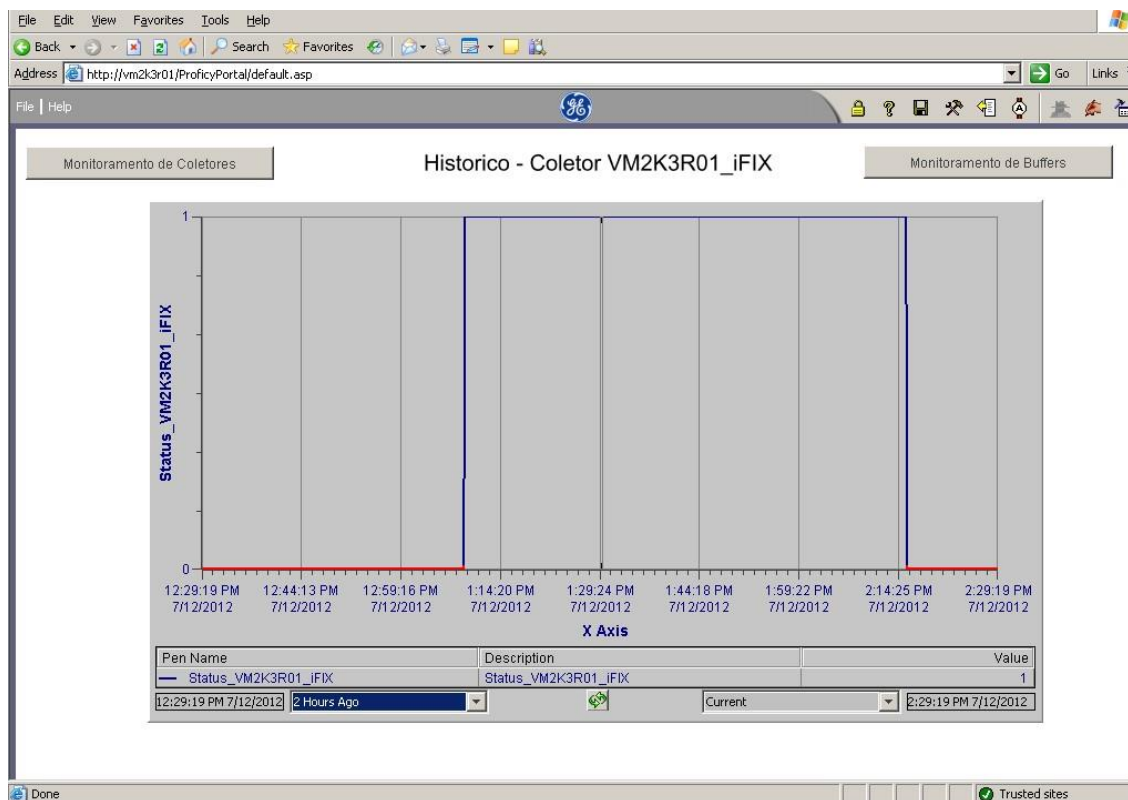 File Edit View Favorites Tools Help
Back Search Favorites
Address http://vm2k3r01/ProficyPortal/default.asp Go Links
File | Help
Monitoramento de Coletores
Historico - Coletor VM2K3R01_iFIX
Monitoramento de Buffers
1
Status_VM2K3R01_iFIX
0
12:29:19 PM 12:44:13 PM 12:59:16 PM 1:14:20 PM 1:29:24 PM 1:44:18 PM 1:59:22 PM 2:14:25 PM 2:29:19 PM
7/12/2012 7/12/2012 7/12/2012 7/12/2012 7/12/2012 7/12/2012 7/12/2012 7/12/2012 7/12/2012
X Axis
Pen Name Description Value
Status_VM2K3R01_iFIX Status_VM2K3R01_iFIX 1
12:29:19 PM 7/12/2012 2 Hours Ago Current 2:29:19 PM 7/12/2012
Done Trusted sites